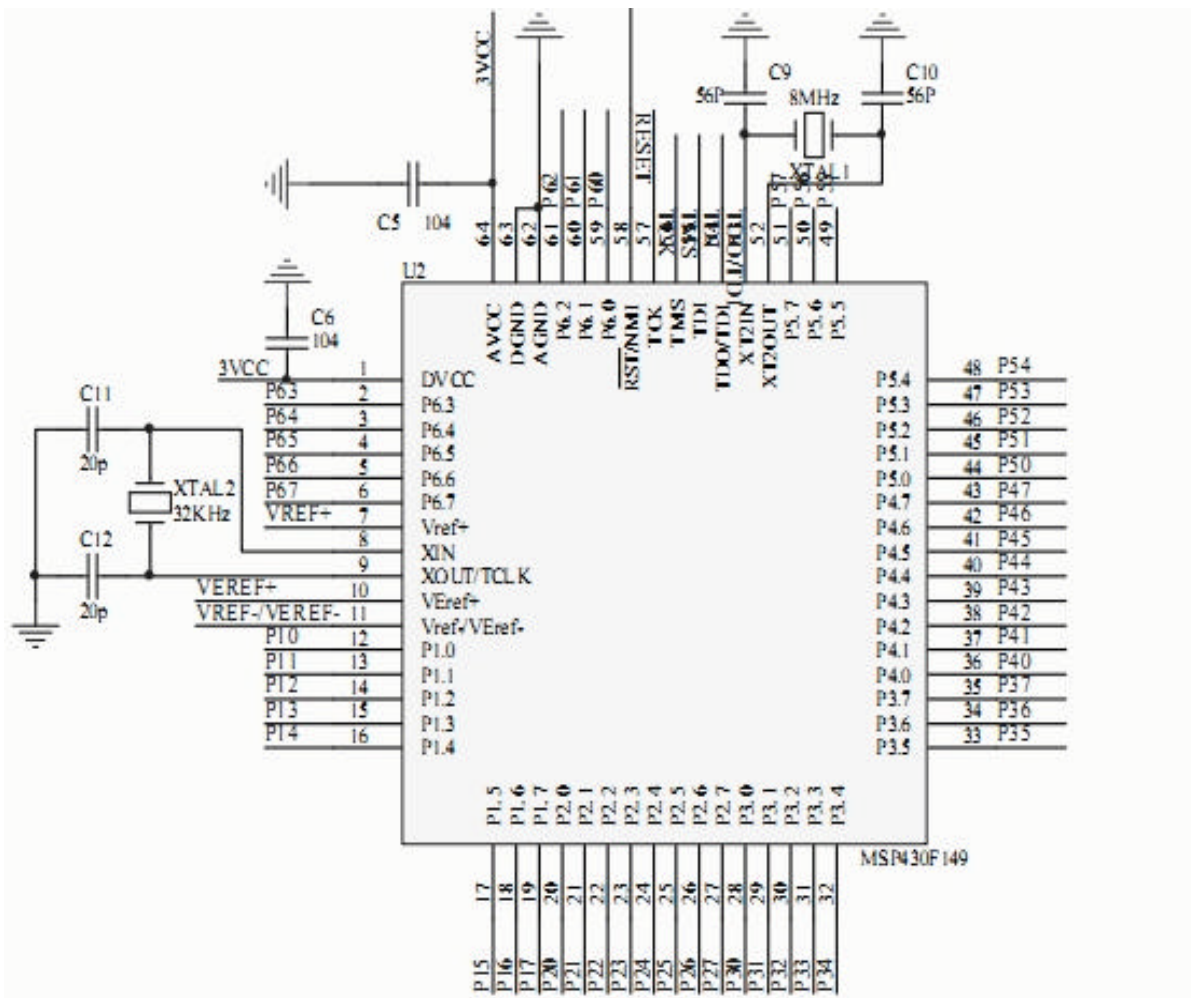 3VCC
C9
C10
56P
8MHz
56P
XTAL1
RESET
C5
104
P62
P61
P60
64
63
62
61
60
59
58
57
52
51
50
49
U2
AVCC
DGND
AGND
P6.2
P6.1
P6.0
RST/NMI
TCK
TMS
TDI
TDO/TDI
XT2IN
XT2OUT
P5.7
P5.6
P5.5
C6
104
3VCC 1 DVCC
P63 2 P6.3
P64 3 P6.4
P65 4 P6.5
P66 5 P6.6
P67 6 P6.7
VREF+ 7 Vref+
8 XIN
9 XOUT/TCLK
VEREF+ 10 VEref+
VREF-/VEREF- 11 Vref-/VEref-
P10 12 P1.0
P11 13 P1.1
P12 14 P1.2
P13 15 P1.3
P14 16 P1.4
C11
20p
XTAL2
32KHz
C12
20p
P5.4 48 P54
P5.3 47 P53
P5.2 46 P52
P5.1 45 P51
P5.0 44 P50
P4.7 43 P47
P4.6 42 P46
P4.5 41 P45
P4.4 40 P44
P4.3 39 P43
P4.2 38 P42
P4.1 37 P41
P4.0 36 P40
P3.7 35 P37
P3.6 34 P36
P3.5 33 P35
P1.5
P1.6
P1.7
P2.0
P2.1
P2.2
P2.3
P2.4
P2.5
P2.6
P2.7
P3.0
P3.1
P3.2
P3.3
P3.4
MSP430F149
17
18
19
20
21
22
23
24
25
26
27
28
29
30
31
32
P15
P16
P17
P20
P21
P22
P23
P24
P25
P26
P27
P30
P31
P32
P33
P34